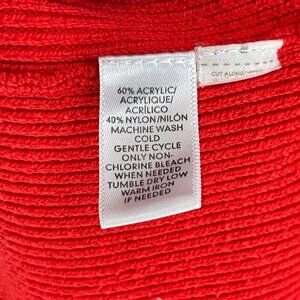 60% ACRYLIC/
ACRYLIQUE/
ACRÍLICO
40% NYLON/NILÓN
MACHINE WASH
COLD
GENTLE CYCLE
ONLY NON-
CHLORINE BLEACH
WHEN NEEDED
TUMBLE DRY LOW
WARM IRON
IF NEEDED
CUT ALONG